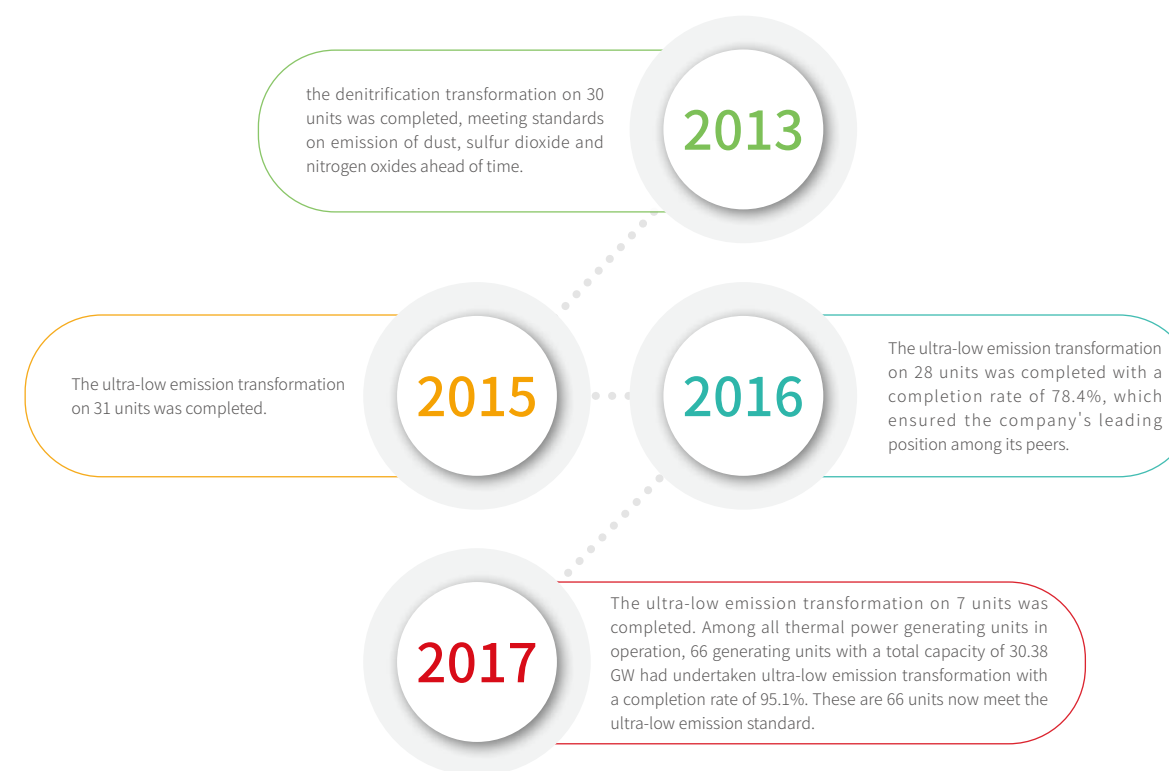 the denitrification transformation on 30
units was completed, meeting standards
on emission of dust, sulfur dioxide and
nitrogen oxides ahead of time.
2013
The ultra-low emission transformation
on 31 units was completed.
2015
2016
The ultra-low emission transformation
on 28 units was completed with a
completion rate of 78.4%, which
ensured the company's leading
position among its peers.
2017
The ultra-low emission transformation on 7 units was
completed. Among all thermal power generating units in
operation, 66 generating units with a total capacity of 30.38
GW had undertaken ultra-low emission transformation with
a completion rate of 95.1%. These are 66 units now meet the
ultra-low emission standard.